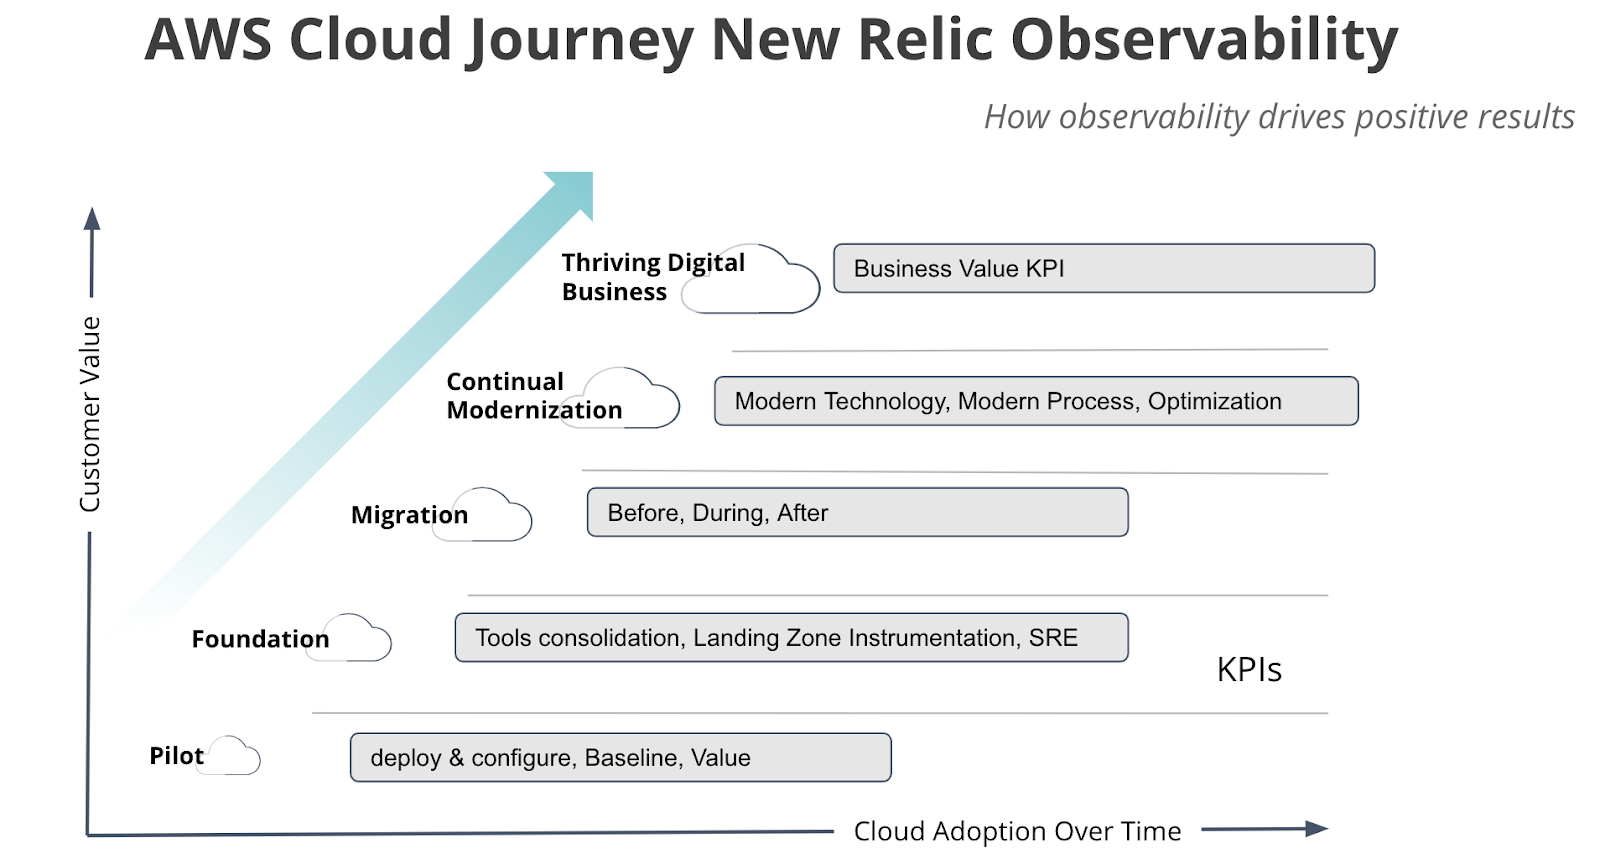 AWS Cloud Journey New Relic Observability
How observability drives positive results
Customer Value
Thriving Digital
Business
Business Value KPI
Continual
Modernization
Modern Technology, Modern Process, Optimization
Migration
Before, During, After
Foundation
Tools consolidation, Landing Zone Instrumentation, SRE
KPIs
Pilot
deploy & configure, Baseline, Value
Cloud Adoption Over Time